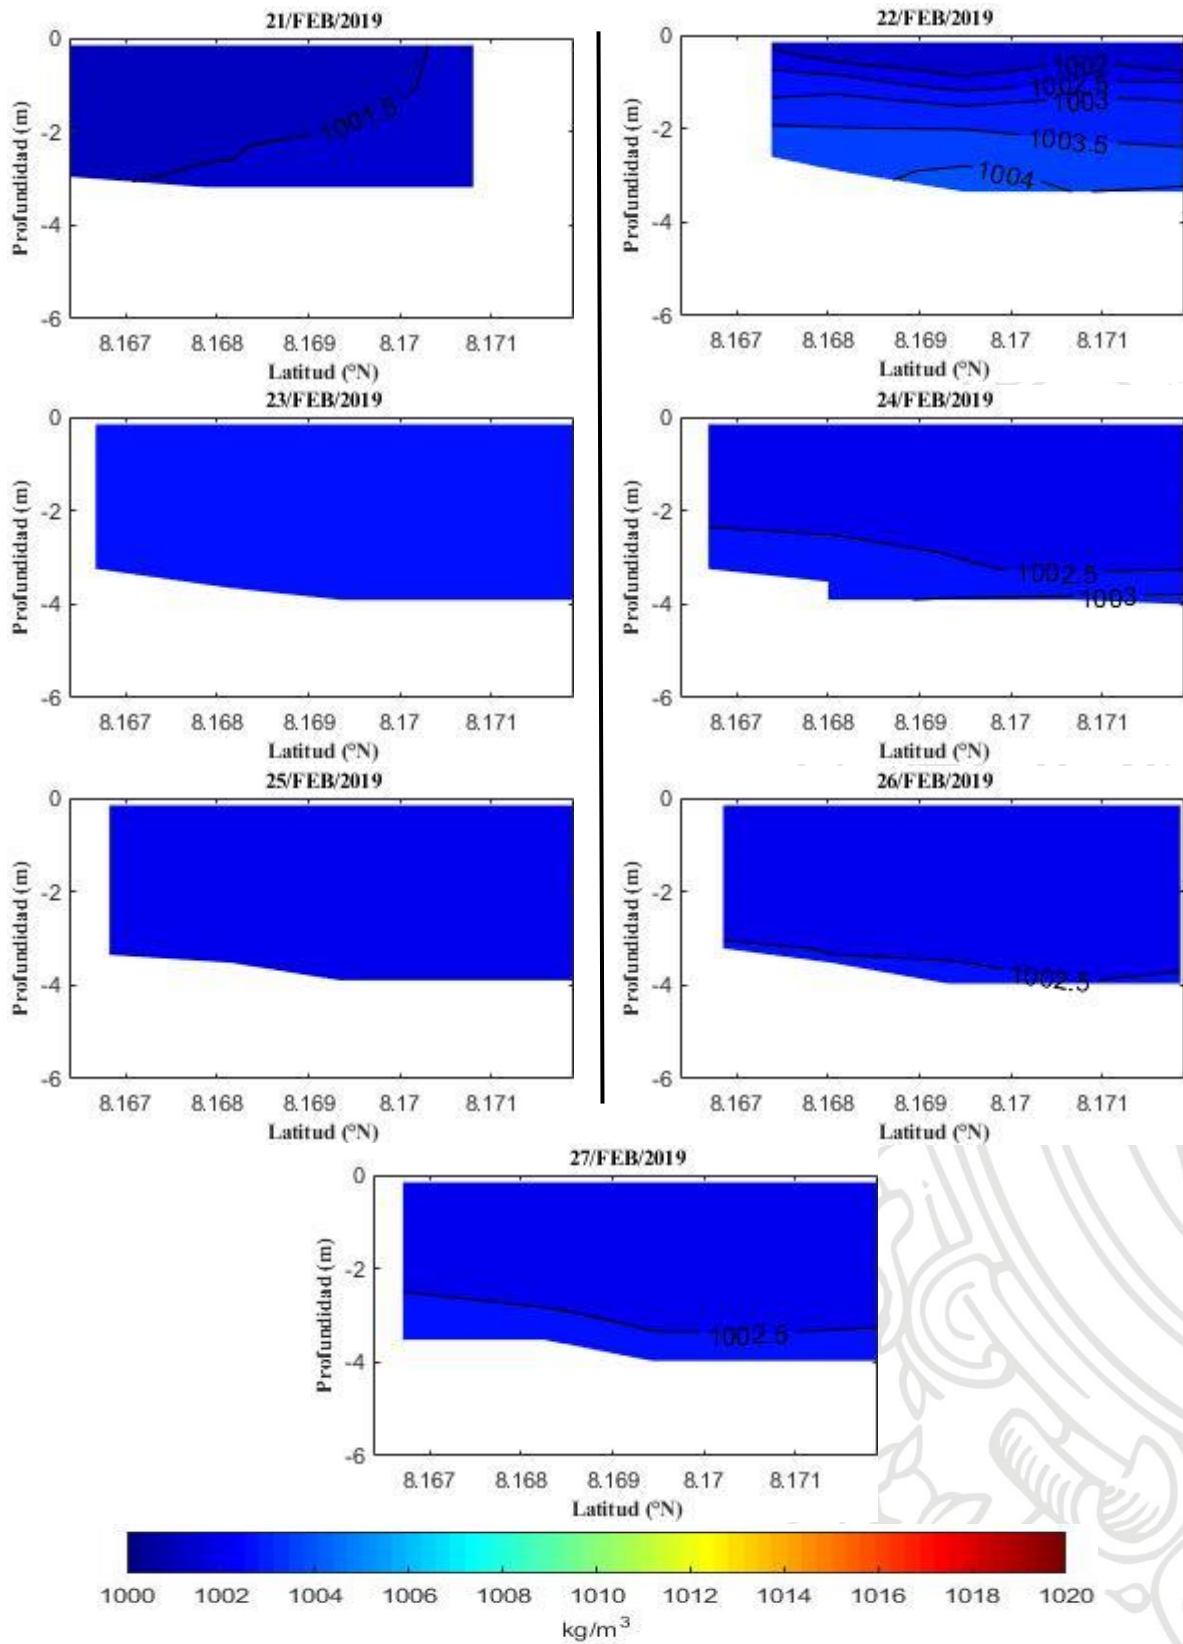 21/FEB/2019
0
-2
-4
-6
Profundidad (m)
1001.5
8.167 8.168 8.169 8.17 8.171
Latitud (°N)
22/FEB/2019
0
-2
-4
-6
Profundidad (m)
1002
1002.5
1003
1003.5
1004
8.167 8.168 8.169 8.17 8.171
Latitud (°N)
23/FEB/2019
0
-2
-4
-6
Profundidad (m)
8.167 8.168 8.169 8.17 8.171
Latitud (°N)
24/FEB/2019
0
-2
-4
-6
Profundidad (m)
1002.5
1003
8.167 8.168 8.169 8.17 8.171
Latitud (°N)
25/FEB/2019
0
-2
-4
-6
Profundidad (m)
8.167 8.168 8.169 8.17 8.171
Latitud (°N)
26/FEB/2019
0
-2
-4
-6
Profundidad (m)
1002.5
8.167 8.168 8.169 8.17 8.171
Latitud (°N)
27/FEB/2019
0
-2
-4
-6
Profundidad (m)
1002.5
8.167 8.168 8.169 8.17 8.171
Latitud (°N)
1000 1002 1004 1006 1008 1010 1012 1014 1016 1018 1020
kg/m³